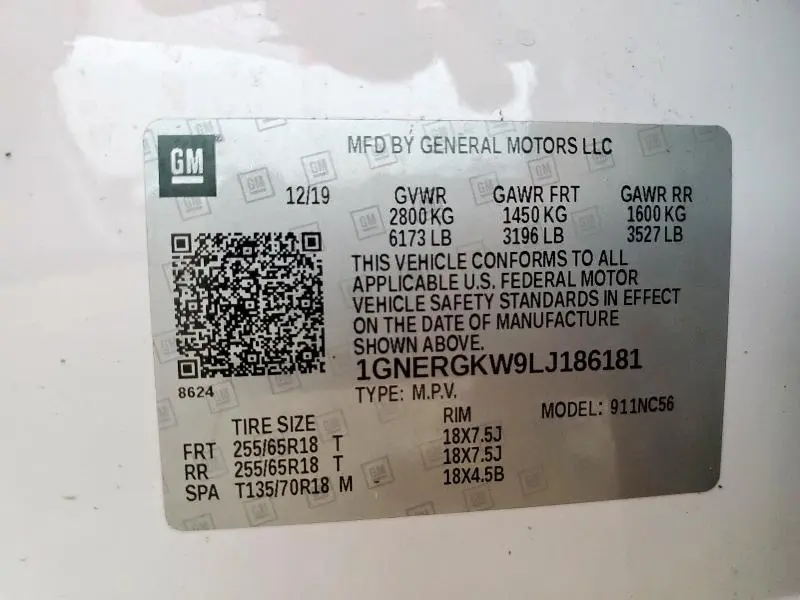 GM
MFD BY GENERAL MOTORS LLC
12/19 GVWR GAWR FRT GAWR RR
2800 KG 1450 KG 1600 KG
6173 LB 3196 LB 3527 LB
THIS VEHICLE CONFORMS TO ALL
APPLICABLE U.S. FEDERAL MOTOR
VEHICLE SAFETY STANDARDS IN EFFECT
ON THE DATE OF MANUFACTURE
SHOWN ABOVE.
1GNERGKW9LJ186181
8624
TYPE: M.P.V. MODEL: 911NC56
TIRE SIZE RIM
FRT 255/65R18 T 18X7.5J
RR 255/65R18 T 18X7.5J
SPA T135/70R18 M 18X4.5B